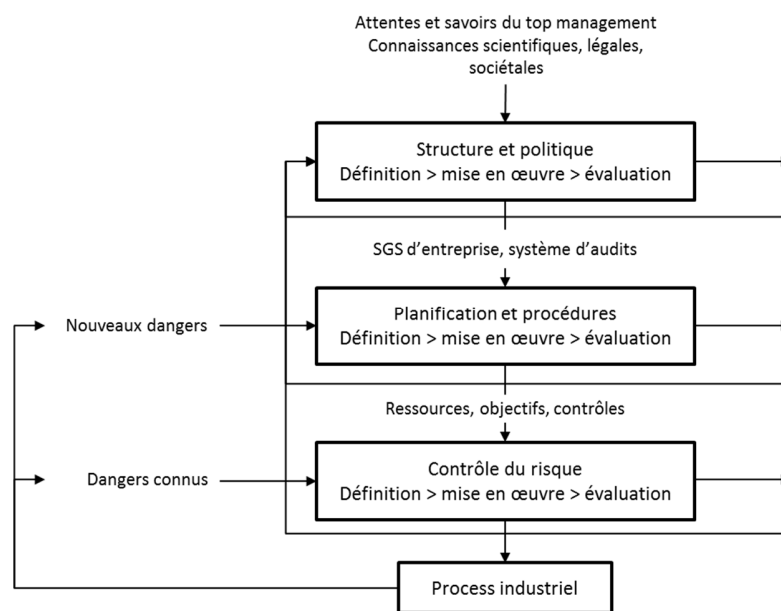 Attentes et savoirs du top management
Connaissances scientifiques, légales,
sociétales
Structure et politique
Définition > mise en œuvre > évaluation
SGS d'entreprise, système d'audits
Planification et procédures
Nouveaux dangers
Définition > mise en œuvre > évaluation
Ressources, objectifs, contrôles
Contrôle du risque
Dangers connus
Définition > mise en œuvre > évaluation
Process industriel